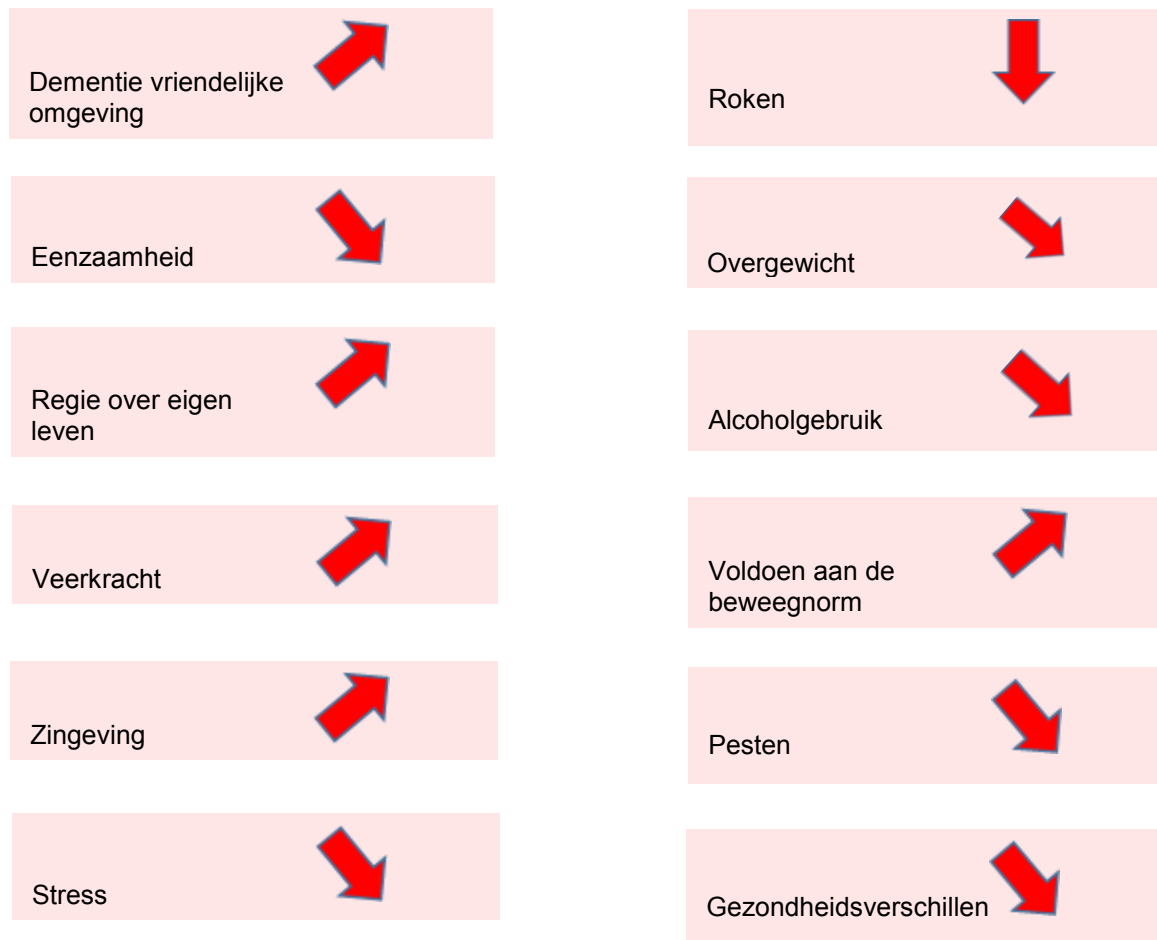 Dementie vriendelijke
omgeving
Eenzaamheid
Regie over eigen
leven
Veerkracht
Zingeving
Stress
Roken
Overgewicht
Alcoholgebruik
Voldoen aan de
beweegnorm
Pesten
Gezondheidsverschillen